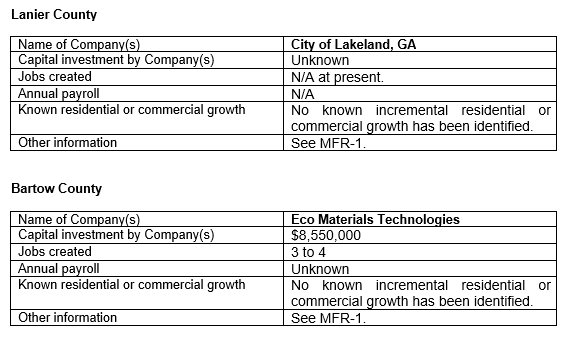 Lanier County
Name of Company(s) City of Lakeland, GA
Capital investment by Company(s) Unknown
Jobs created N/A at present.
Annual payroll N/A
Known residential or commercial growth No known incremental residential or
commercial growth has been identified.
Other information See MFR-1.
Bartow County
Name of Company(s) Eco Materials Technologies
Capital investment by Company(s) $8,550,000
Jobs created 3 to 4
Annual payroll Unknown
Known residential or commercial growth No known incremental residential or
commercial growth has been identified.
Other information See MFR-1.